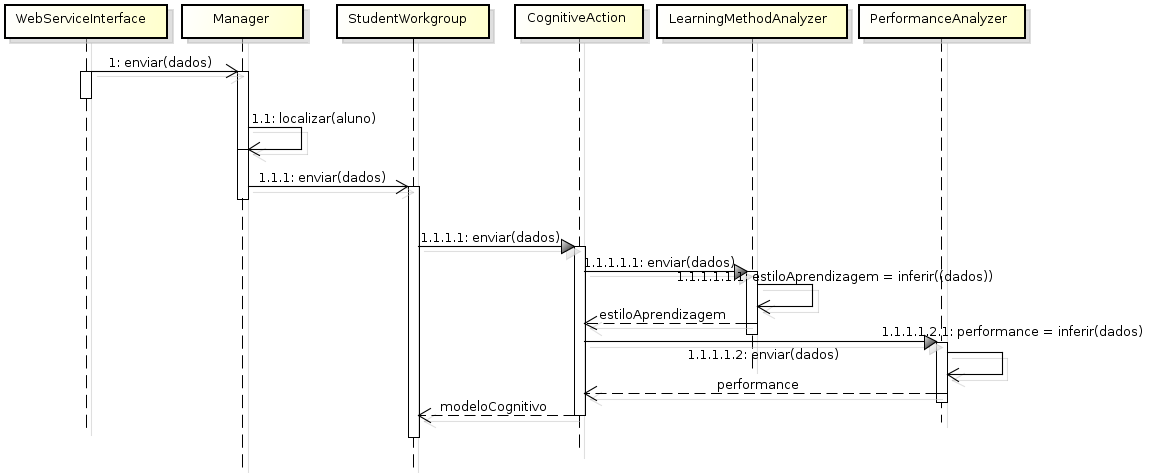 WebServiceInterface
Manager
StudentWorkgroup
CognitiveAction
LearningMethodAnalyzer
PerformanceAnalyzer
1: enviar(dados)
1.1: localizar(aluno)
1.1.1: enviar(dados)
1.1.1.1: enviar(dados)
1.1.1.1.1: enviar(dados)
1.1.1.1.1.1: estiloAprendizagem = inferir((dados))
estiloAprendizagem
1.1.1.1.2.1: performance = inferir(dados)
1.1.1.1.2: enviar(dados)
performance
modeloCognitivo